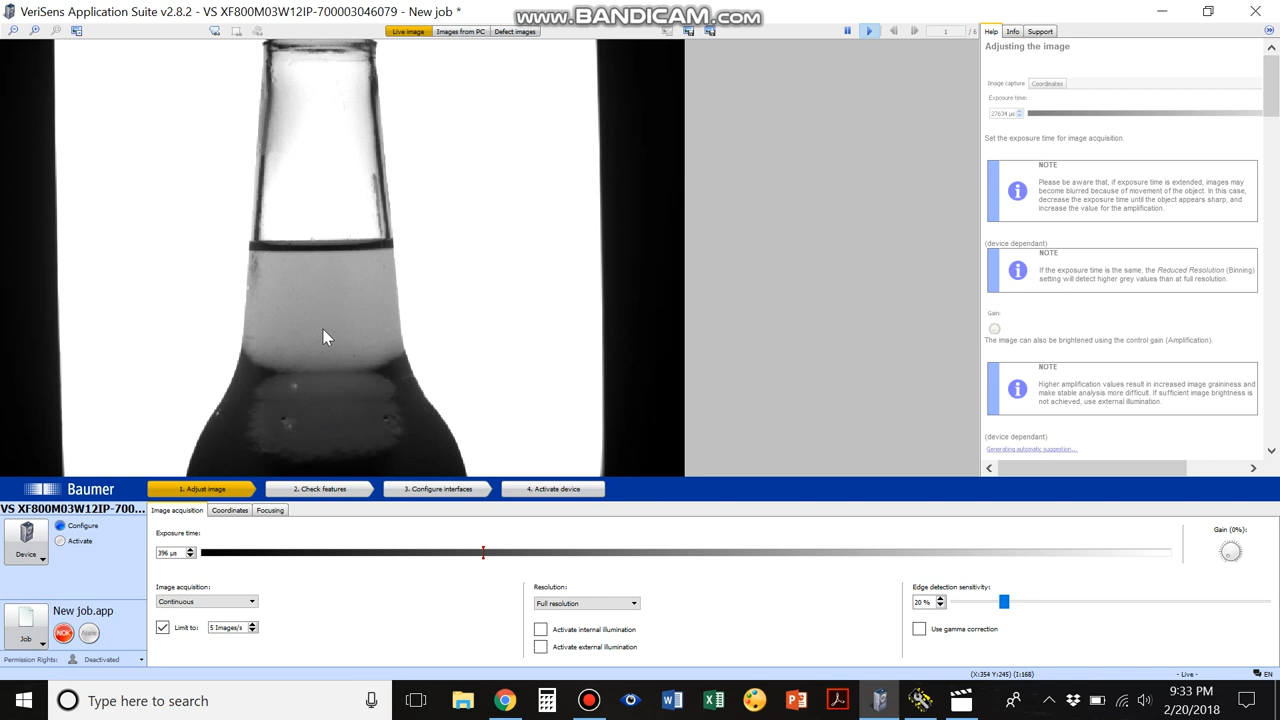 VeriSens Application Suite v2.8.2 - VS XF800M03W12IP-700003046079 - New job *
www.BANDICAM.com
Live image
Images from PC
Defect images
1 / 6
Help
Info
Support
Adjusting the image
Image capture
Coordinates
Exposure time:
27634 µs
Set the exposure time for image acquisition.
NOTE
Please be aware that, if exposure time is extended, images may
become blurred because of movement of the object. In this case,
decrease the exposure time until the object appears sharp, and
increase the value for the amplification.
(device dependant)
NOTE
If the exposure time is the same, the Reduced Resolution (Binning)
setting will detect higher grey values than at full resolution.
Gain:
The image can also be brightened using the control gain (Amplification).
NOTE
Higher amplification values result in increased image graininess and
make stable analysis more difficult. If sufficient image brightness is
not achieved, use external illumination.
(device dependant)
Generating automatic suggestion...
Baumer
1. Adjust image
2. Check features
3. Configure interfaces
4. Activate device
VS XF800M03W12IP-700...
Device
Configure
Activate
Image acquisition
Coordinates
Focusing
Exposure time:
396 µs
Gain (0%):
Image acquisition:
Continuous
Limit to:
5 Images/s
Resolution:
Full resolution
Activate internal illumination
Activate external illumination
Edge detection sensitivity:
20 %
Use gamma correction
Job
New job.app
NOK
Alarm
Permission Rights:
Deactivated
(X:354 Y:245) (I:166)
- Live -
EN
Type here to search
3:33 PM
2/20/2018